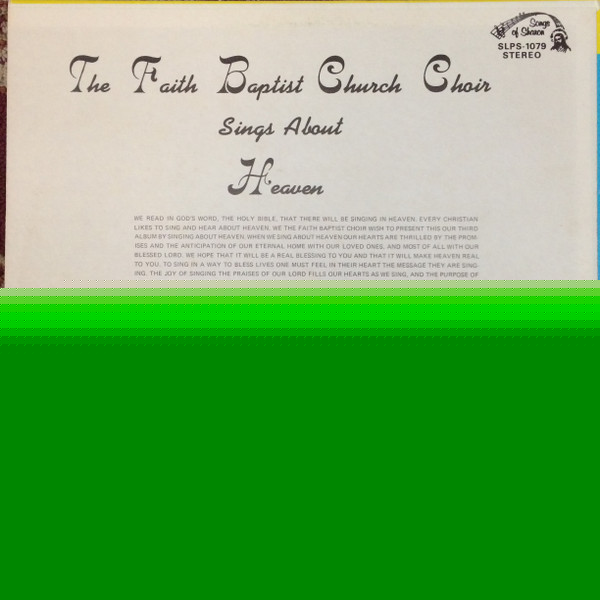 Songs
of Sharon
SLPS-1079
STEREO
The Faith Baptist Church Choir
Sings About
Heaven
WE READ IN GOD'S WORD, THE HOLY BIBLE, THAT THERE WILL BE SINGING IN HEAVEN. EVERY CHRISTIAN
LIKES TO SING AND HEAR ABOUT HEAVEN. WE THE FAITH BAPTIST CHOIR WISH TO PRESENT THIS OUR THIRD
ALBUM BY SINGING ABOUT HEAVEN. WHEN WE SING ABOUT HEAVEN OUR HEARTS ARE THRILLED BY THE PROM-
ISES AND THE ANTICIPATION OF OUR ETERNAL HOME WITH OUR LOVED ONES, AND MOST OF ALL WITH OUR
BLESSED LORD. WE HOPE THAT IT WILL BE A REAL BLESSING TO YOU AND THAT IT WILL MAKE HEAVEN REAL
TO YOU. TO SING IN A WAY TO BLESS LIVES ONE MUST FEEL IN THEIR HEART THE MESSAGE THEY ARE SING-
ING. THE JOY OF SINGING THE PRAISES OF OUR LORD FILLS OUR HEARTS AS WE SING, AND THE PURPOSE OF